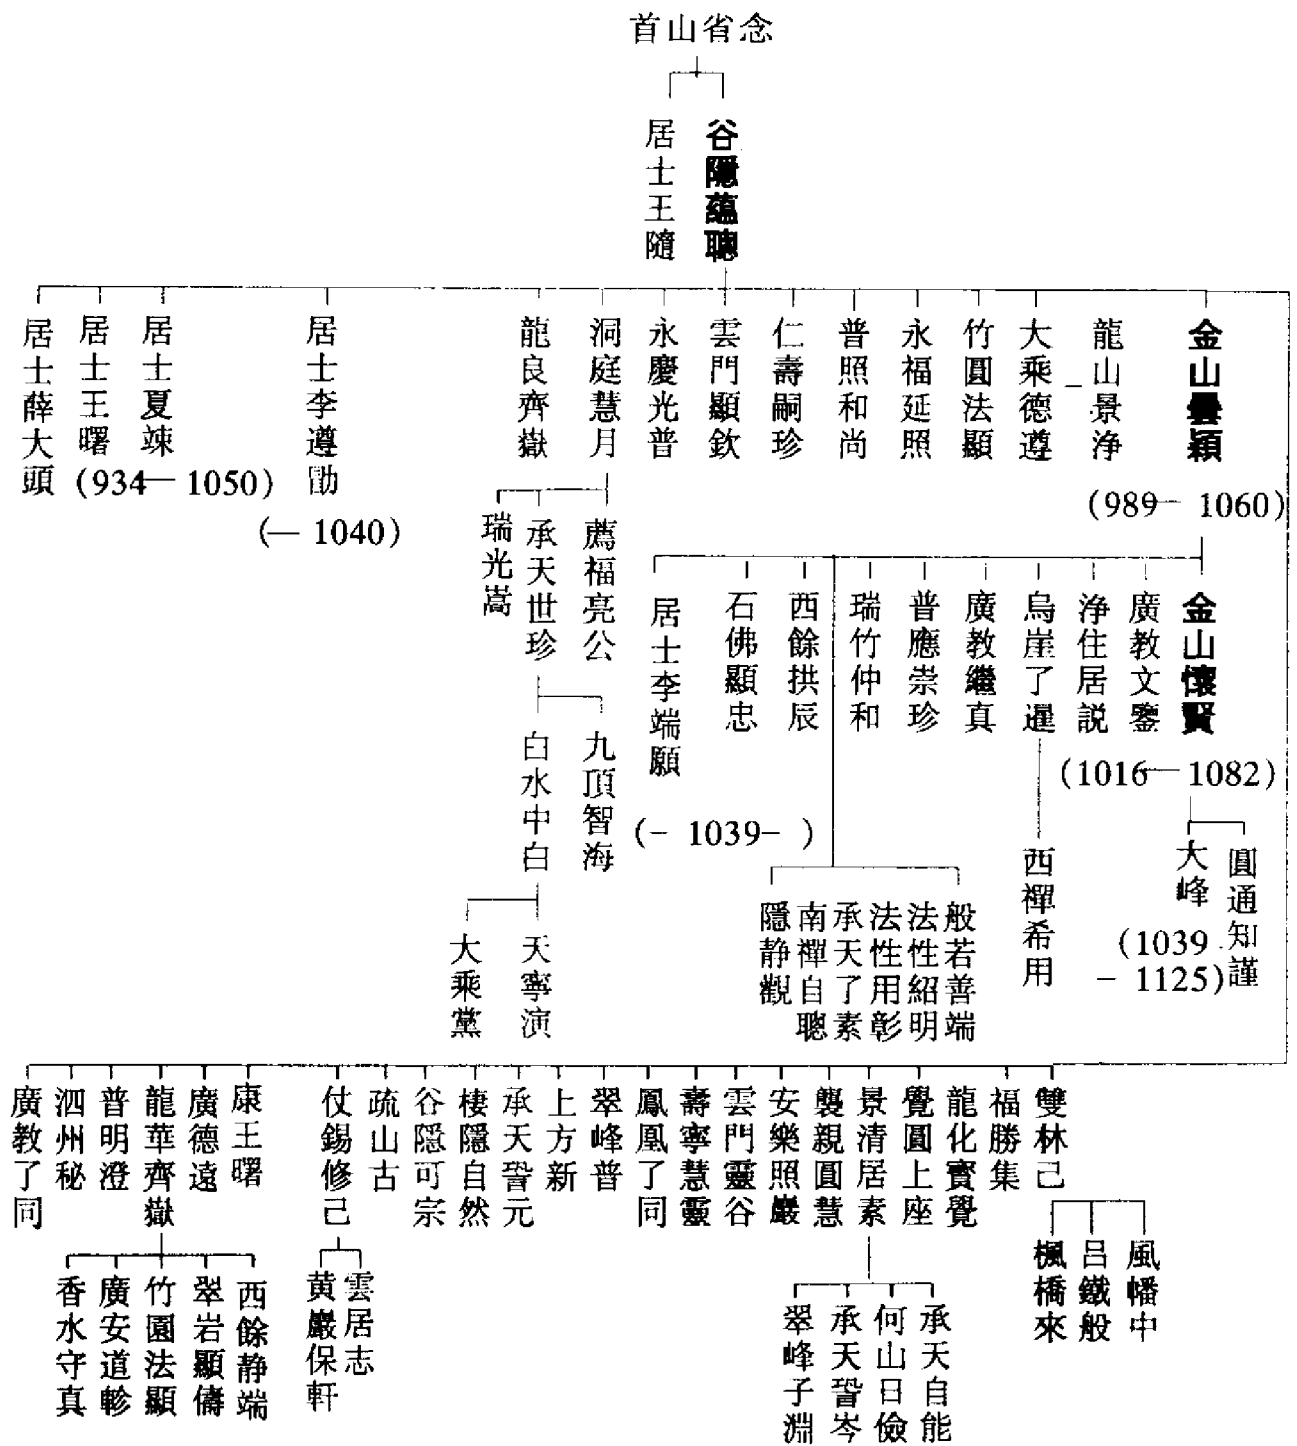 首山省念
谷隱蘊聰
居士王隨
金山曇穎
(989— 1060)
龍山景浄
大乘德遵
竹圓法顯
永福延照
普照和尚
仁壽嗣珍
雲門顯欽
永慶光普
洞庭慧月
龍良齊嶽
居士李遵勖
(— 1040)
居士夏竦
(934— 1050)
居士王曙
居士薛大頭
薦福亮公
承天世珍
瑞光嵩
金山懷賢
(1016— 1082)
廣教文鑒
浄住居説
烏崖了暹
廣教繼真
普應崇珍
瑞竹仲和
西餘拱辰
石佛顯忠
居士李端願
(- 1039- )
九頂智海
白水中白
圓通知謹
大峰
(1039
- 1125)
西禪希用
般若善端
法性紹明
法性用彰
承天了素
南禪自聰
隱静觀
天寧演
大乘黨
雙林己
福勝集
龍化寶覺
覺圓上座
景清居素
襲親圓慧
安樂照巖
雲門靈谷
壽寧慧靈
鳳凰了同
翠峰普
上方新
承天詧元
棲隱自然
谷隱可宗
疏山古
仗錫修己
康王曙
廣德遠
龍華齊嶽
普明澄
泗州秘
廣教了同
風幡中
呂鐵般
楓橋來
承天自能
何山日儉
承天詧岑
翠峰子淵
雲居志
黄巖保軒
西餘静端
翠岩顯儔
竹園法顯
廣安道軫
香水守真